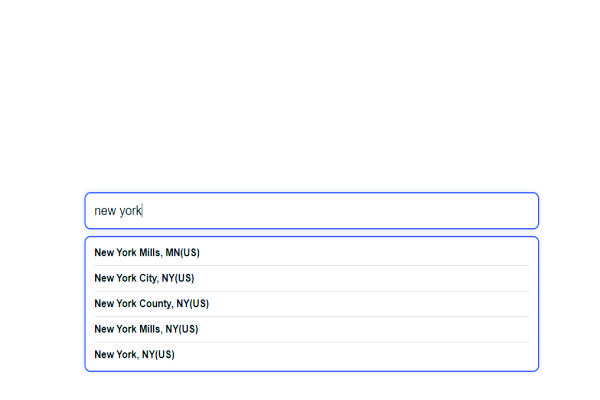 new york
New York Mills, MN(US)
New York City, NY(US)
New York County, NY(US)
New York Mills, NY(US)
New York, NY(US)